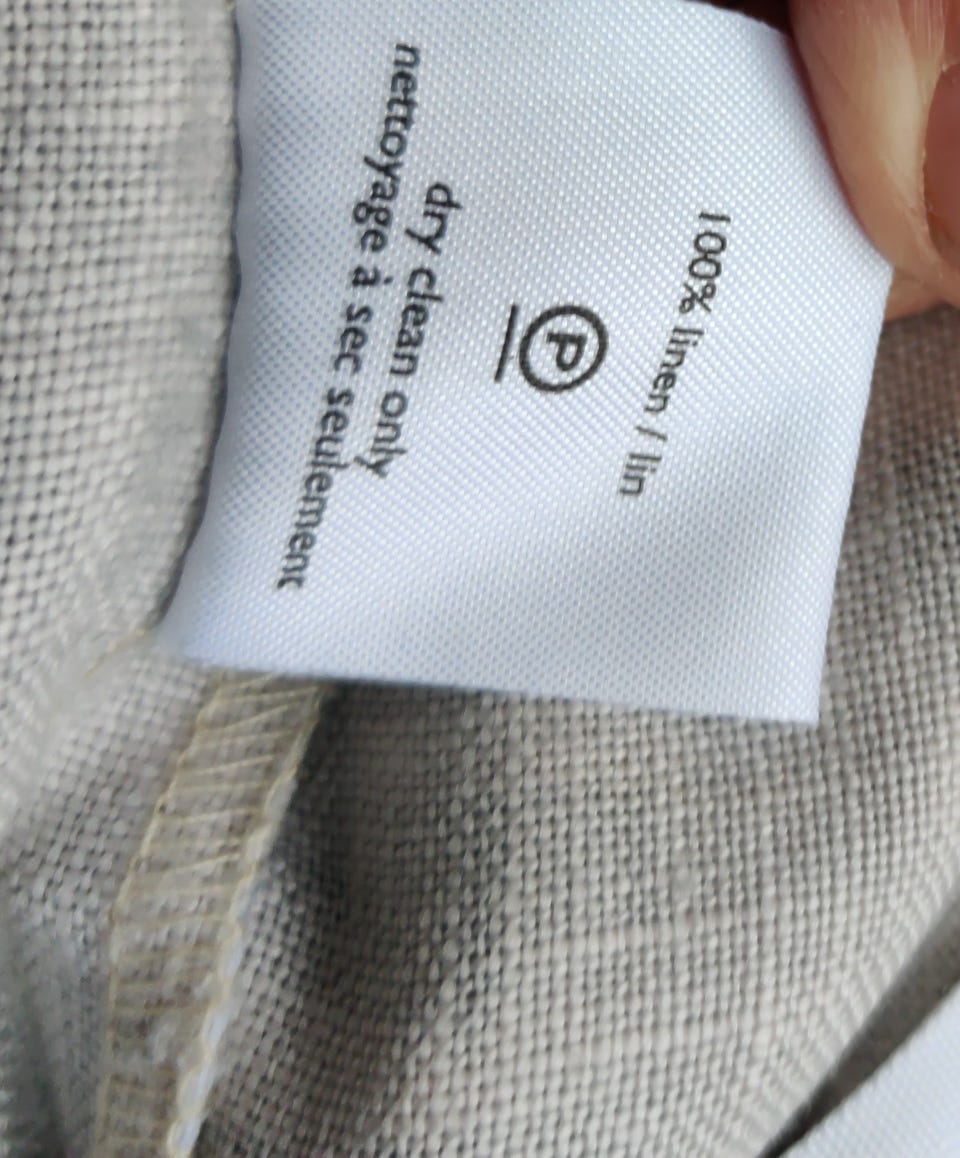 100% linen / lin
P
dry clean only
nettoyage à sec seulement